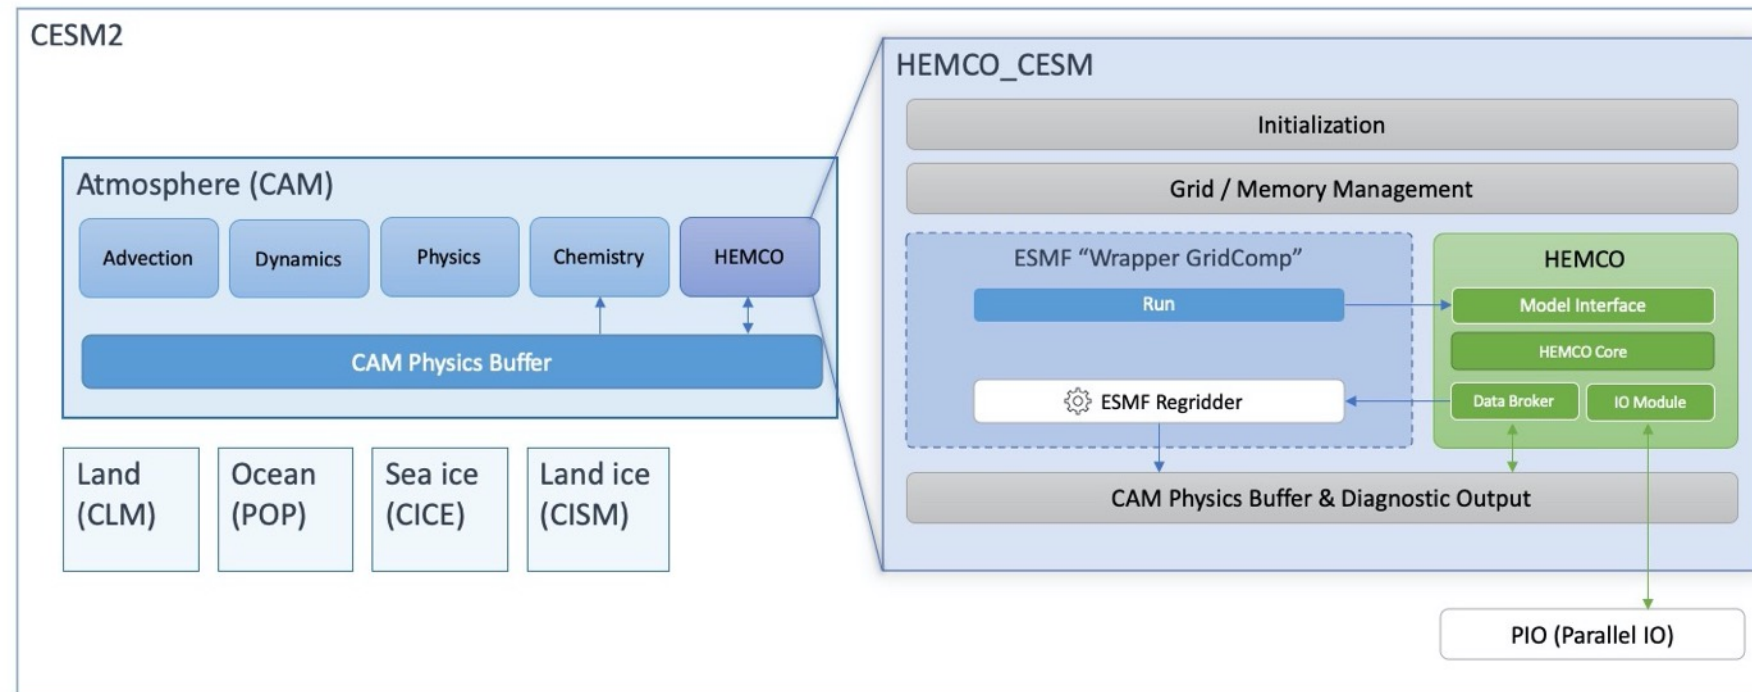 CESM2
Atmosphere (CAM)
Advection
Dynamics
Physics
Chemistry
HEMCO
CAM Physics Buffer
Land
(CLM)
Ocean
(POP)
Sea ice
(CICE)
Land ice
(CISM)
HEMCO_CESM
Initialization
Grid / Memory Management
ESMF “Wrapper GridComp”
Run
ESMF Regridder
HEMCO
Model Interface
HEMCO Core
Data Broker
IO Module
CAM Physics Buffer & Diagnostic Output
PIO (Parallel IO)